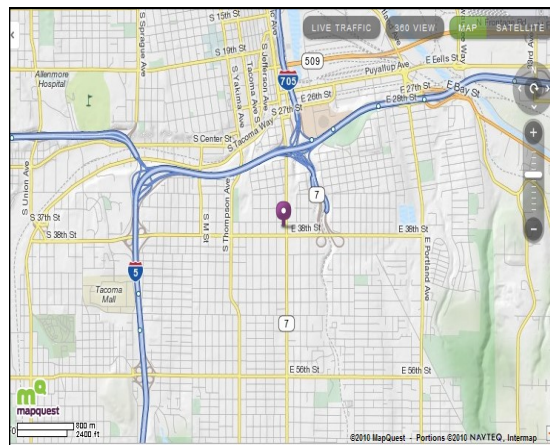 LIVE TRAFFIC
360 VIEW
MAP
SATELLITE
S 15th St
S 19th St
S Sprague Ave
S Jefferson Ave
S Yakima Ave
Tacoma Ave S
509
705
Puyallup Ave
E Eells St
E 26th St
E 27th St
E 28th St
E Bay St
S 27th St
Allenmore
Hospital
S Tacoma Way
S Center St
S Union Ave
7
S 37th St
S 38th St
S M St
S Thompson Ave
E 38th St
E 38th St
E Portland Ave
5
Tacoma
Mall
7
E 56th St
E 56th St
mapquest
800 m
2400 ft
©2010 MapQuest - Portions ©2010 NAVTEQ, Intermap